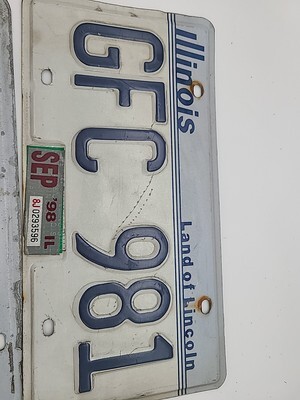 Illinois Land of Lincoln
GFC 981
SEP '98 IL
8J0293596